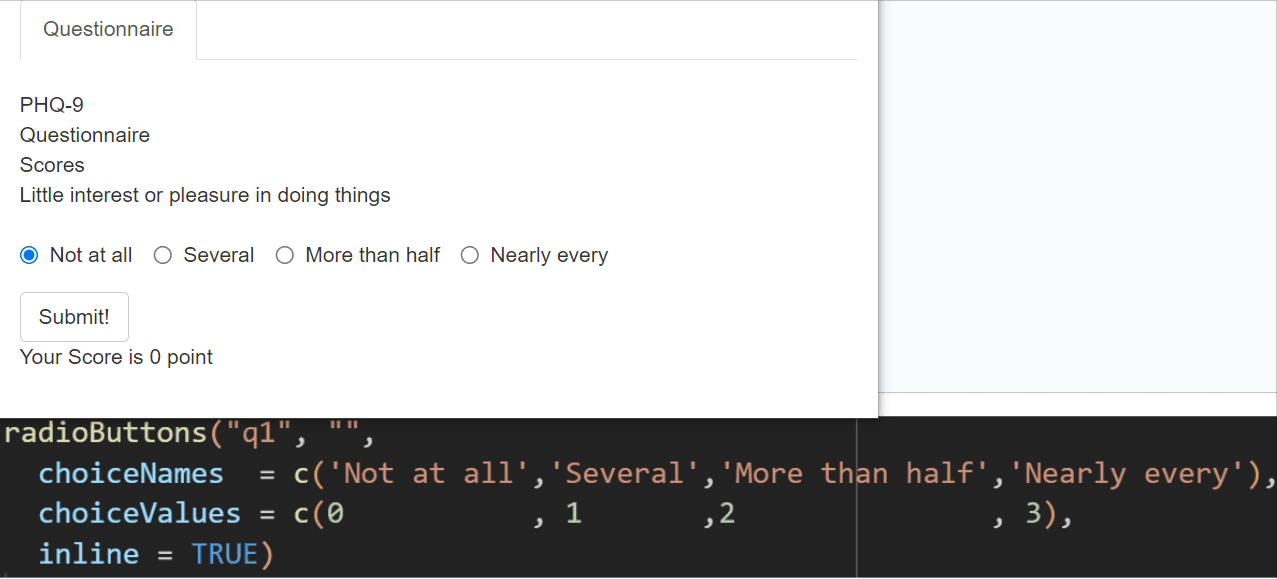 Questionnaire
PHQ-9
Questionnaire
Scores
Little interest or pleasure in doing things
Not at all Several More than half Nearly every
Submit!
Your Score is 0 point
radioButtons("q1", "",
choiceNames = c('Not at all','Several','More than half','Nearly every'),
choiceValues = c(0 , 1 ,2 , 3),
inline = TRUE)